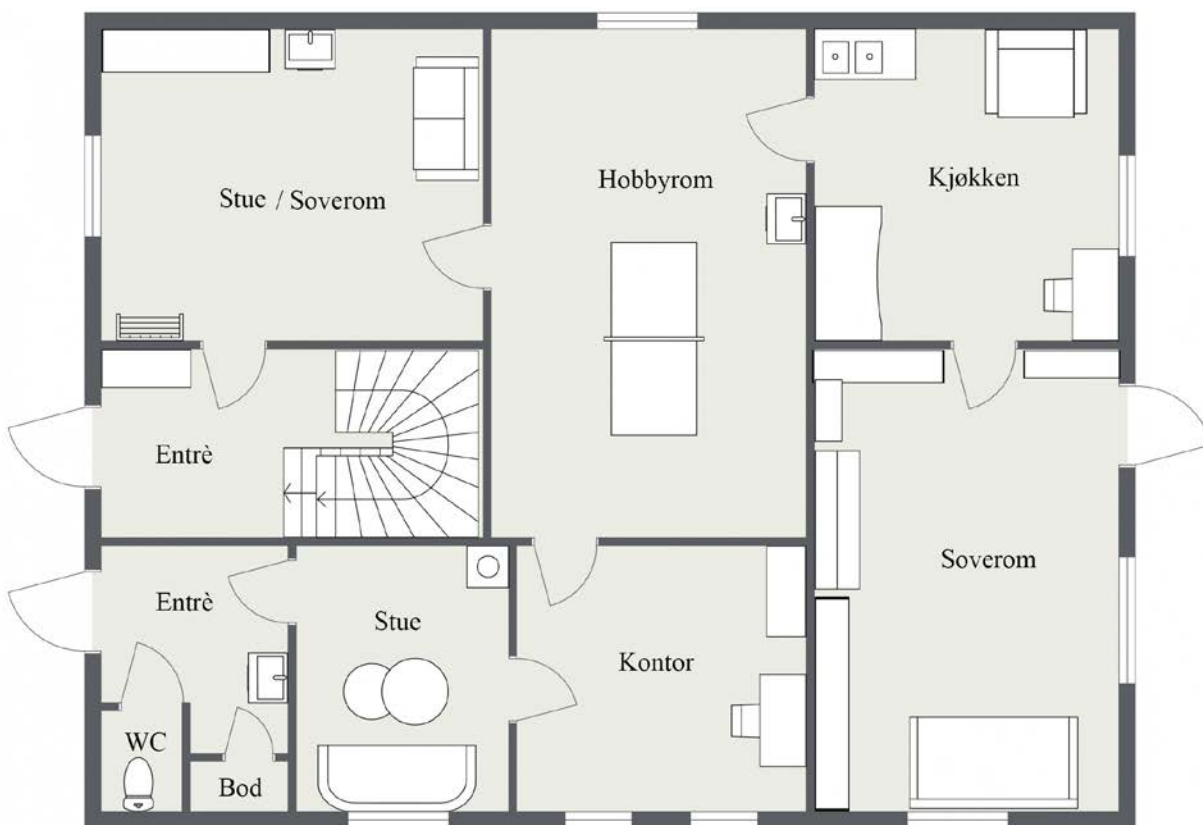 Stue / Soverom
Hobbyrom
Kjøkken
Entrè
Soverom
Entrè
Stue
Kontor
WC
Bod